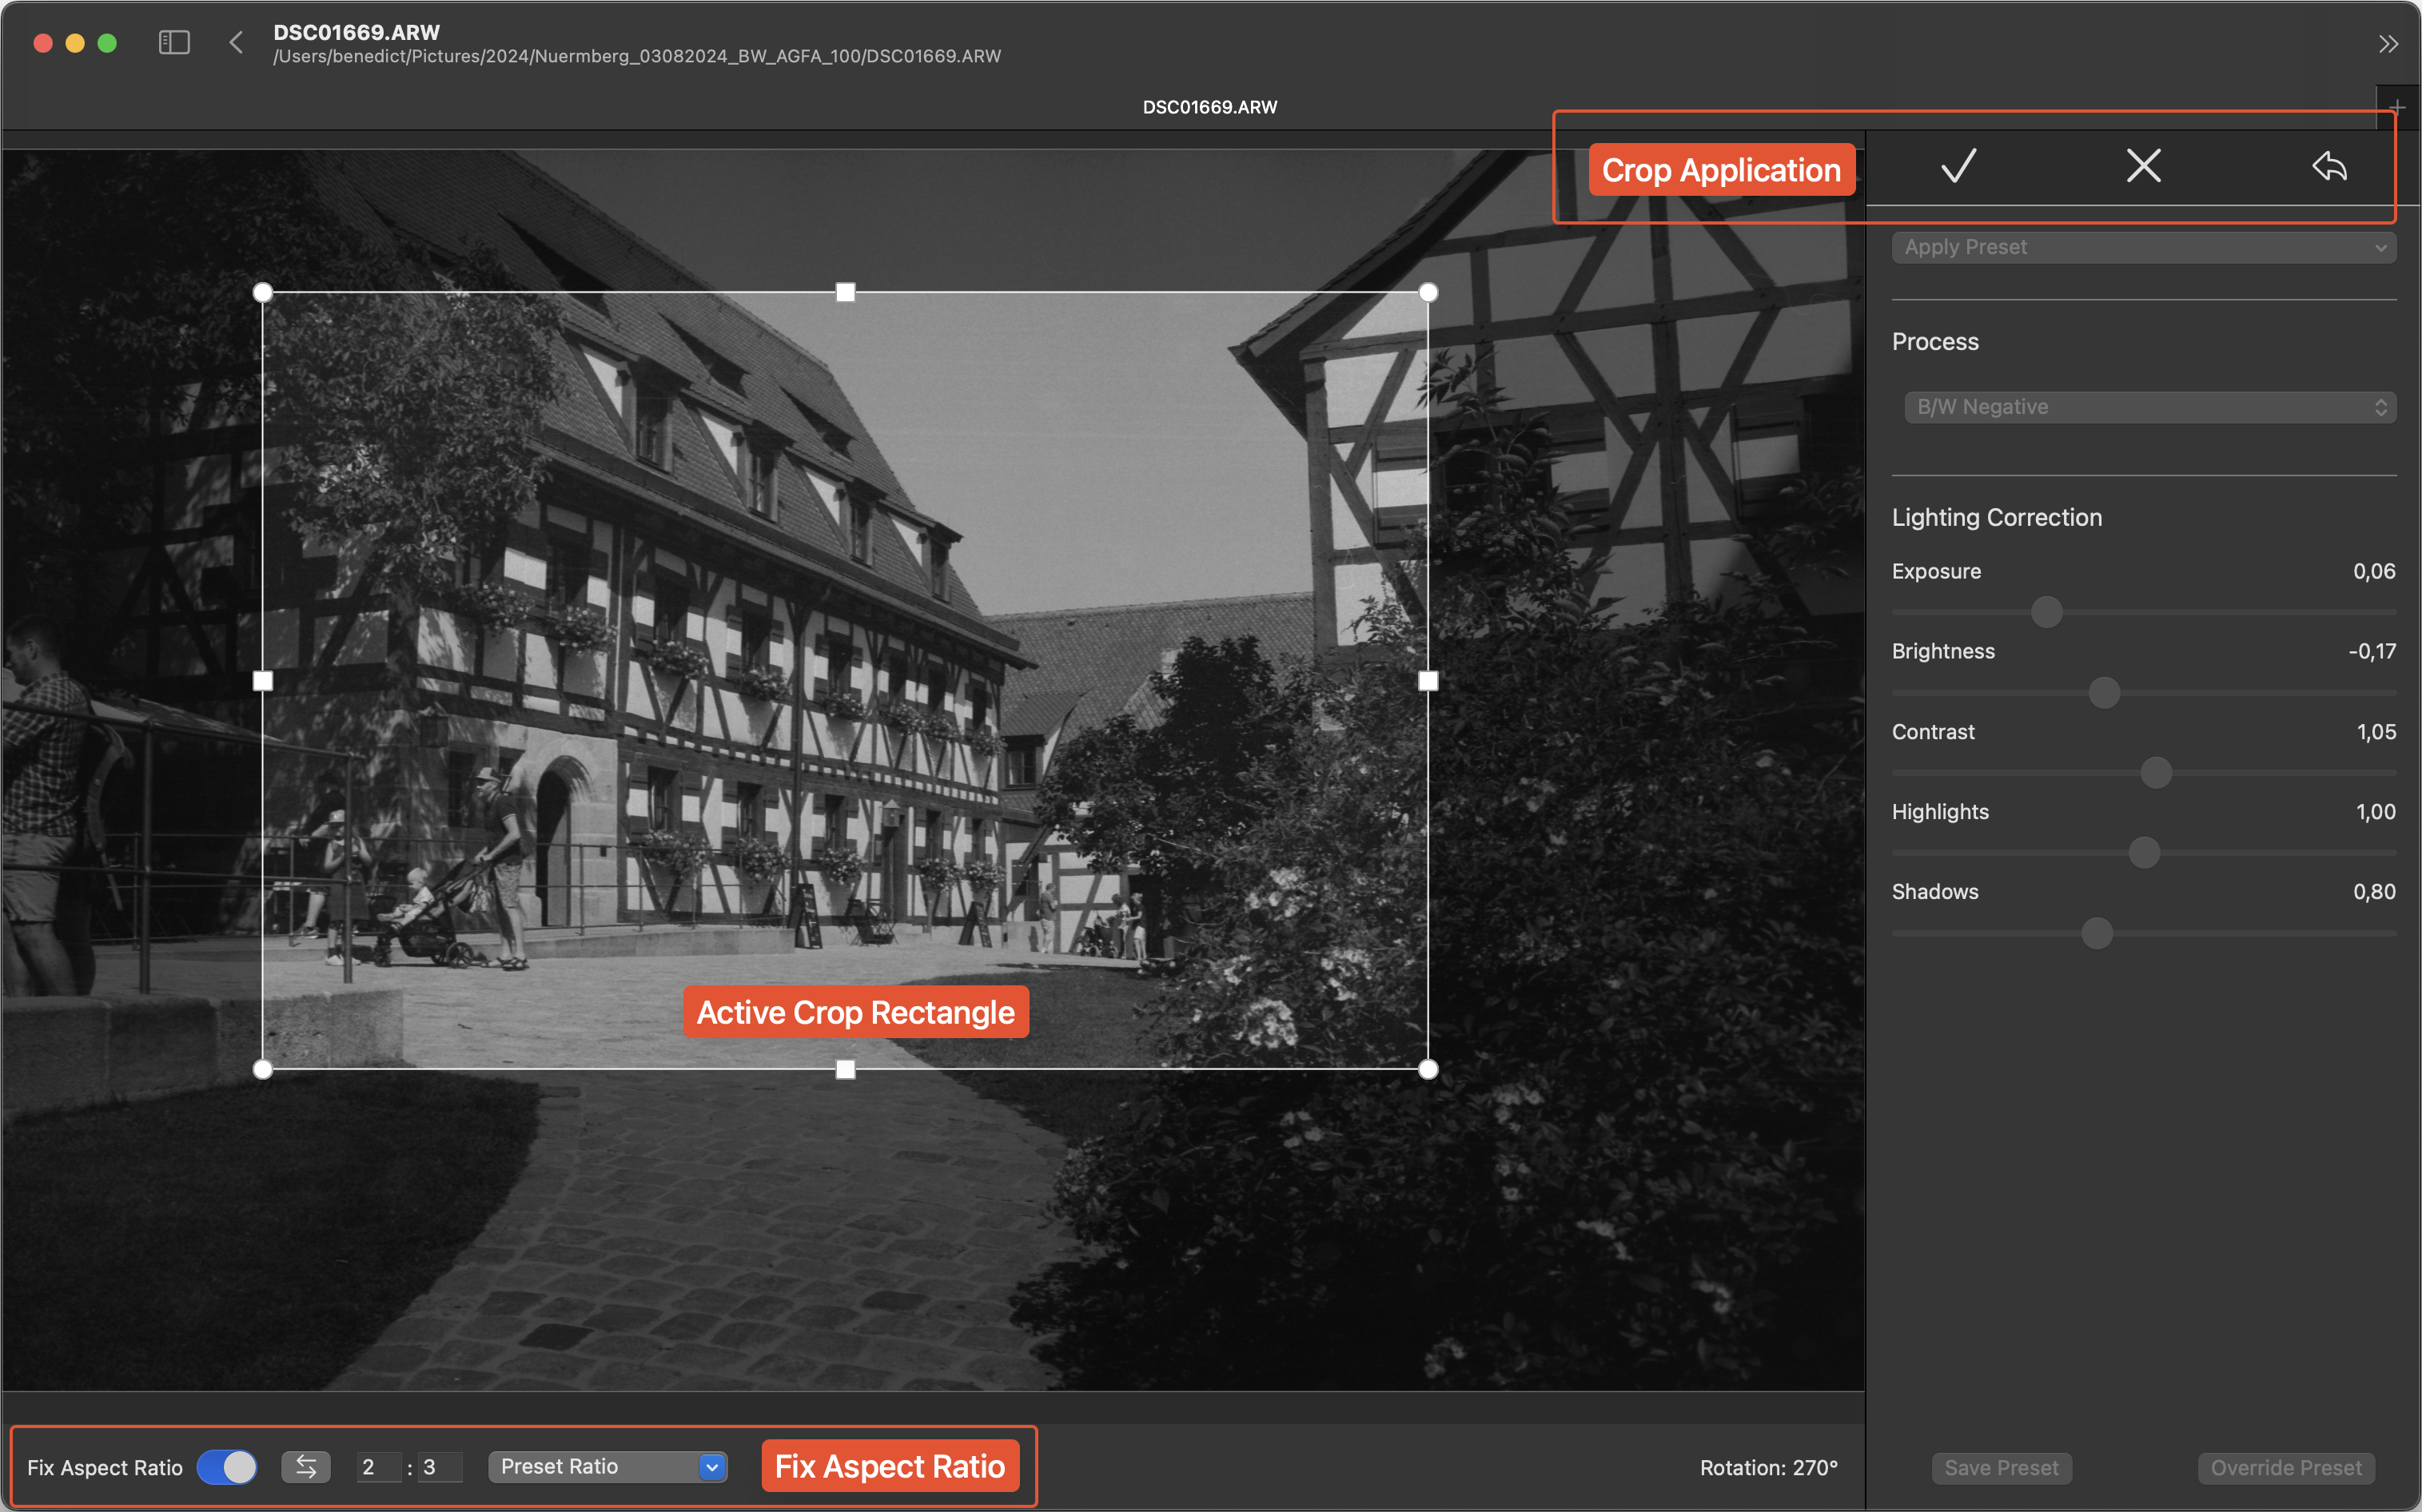 DSC01669.ARW
/Users/benedict/Pictures/2024/Nuermberg_03082024_BW_AGFA_100/DSC01669.ARW
DSC01669.ARW
Crop Application
Apply Preset
Process
B/W Negative
Lighting Correction
Exposure 0,06
Brightness -0,17
Contrast 1,05
Highlights 1,00
Shadows 0,80
Active Crop Rectangle
Fix Aspect Ratio 2 : 3 Preset Ratio Fix Aspect Ratio Rotation: 270° Save Preset Override Preset